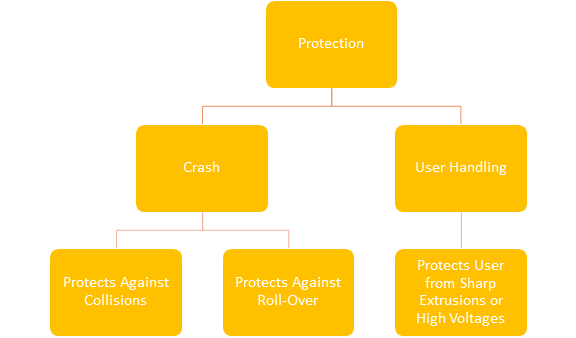 Protection
Crash
User Handling
Protects Against
Collisions
Protects Against
Roll-Over
Protects User
from Sharp
Extrusions or
High Voltages